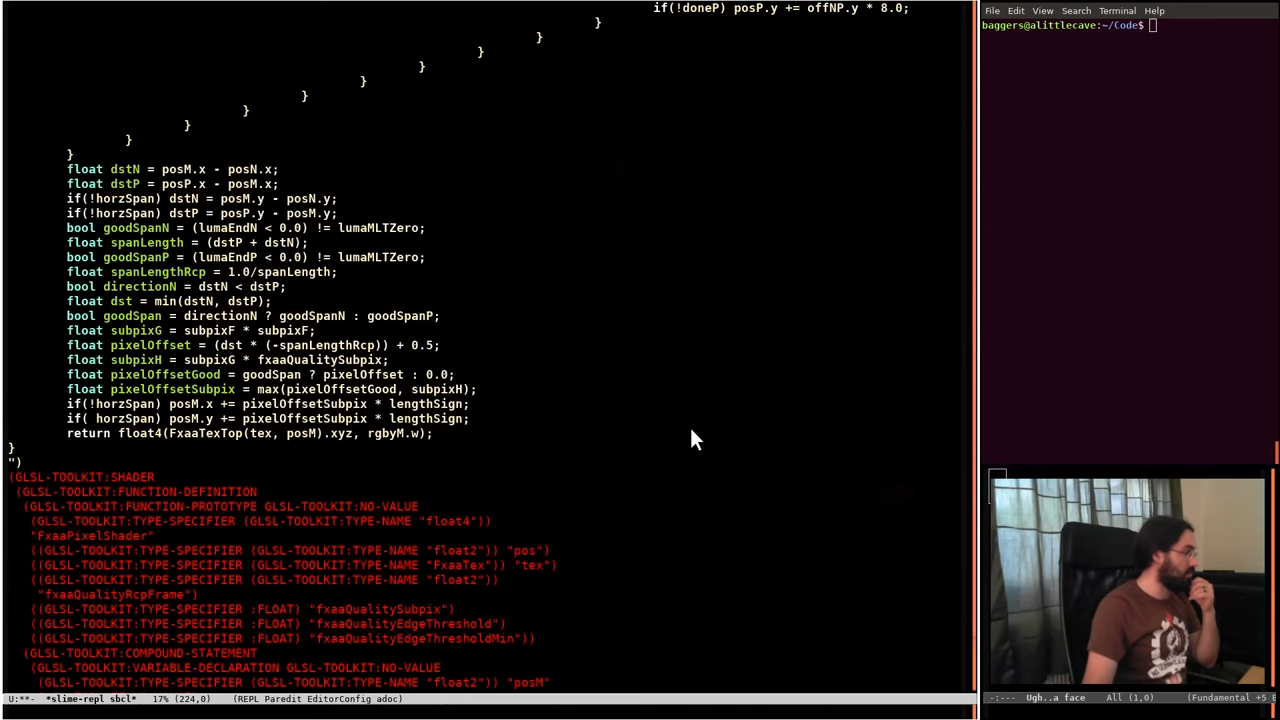 if(!doneP) posP.y += offNP.y * 8.0;
}
}
}
}
}
}
}
}
}
}
float dstN = posM.x - posN.x;
float dstP = posP.x - posM.x;
if(!horzSpan) dstN = posM.y - posN.y;
if(!horzSpan) dstP = posP.y - posM.y;
bool goodSpanN = (lumaEndN < 0.0) != lumaMLTZero;
float spanLength = (dstP + dstN);
bool goodSpanP = (lumaEndP < 0.0) != lumaMLTZero;
float spanLengthRcp = 1.0/spanLength;
bool directionN = dstN < dstP;
float dst = min(dstN, dstP);
bool goodSpan = directionN ? goodSpanN : goodSpanP;
float subpixG = subpixF * subpixF;
float pixelOffset = (dst * (-spanLengthRcp)) + 0.5;
float subpixH = subpixG * fxaaQualitySubpix;
float pixelOffsetGood = goodSpan ? pixelOffset : 0.0;
float pixelOffsetSubpix = max(pixelOffsetGood, subpixH);
if(!horzSpan) posM.x += pixelOffsetSubpix * lengthSign;
if( horzSpan) posM.y += pixelOffsetSubpix * lengthSign;
return float4(FxaaTexTop(tex, posM).xyz, rgbyM.w);
}
")
(GLSL-TOOLKIT:SHADER
(GLSL-TOOLKIT:FUNCTION-DEFINITION
(GLSL-TOOLKIT:FUNCTION-PROTOTYPE GLSL-TOOLKIT:NO-VALUE
(GLSL-TOOLKIT:TYPE-SPECIFIER (GLSL-TOOLKIT:TYPE-NAME "float4"))
"FxaaPixelShader"
((GLSL-TOOLKIT:TYPE-SPECIFIER (GLSL-TOOLKIT:TYPE-NAME "float2")) "pos")
((GLSL-TOOLKIT:TYPE-SPECIFIER (GLSL-TOOLKIT:TYPE-NAME "FxaaTex")) "tex")
((GLSL-TOOLKIT:TYPE-SPECIFIER (GLSL-TOOLKIT:TYPE-NAME "float2"))
"fxaaQualityRcpFrame")
((GLSL-TOOLKIT:TYPE-SPECIFIER :FLOAT) "fxaaQualitySubpix")
((GLSL-TOOLKIT:TYPE-SPECIFIER :FLOAT) "fxaaQualityEdgeThreshold")
((GLSL-TOOLKIT:TYPE-SPECIFIER :FLOAT) "fxaaQualityEdgeThresholdMin"))
(GLSL-TOOLKIT:COMPOUND-STATEMENT
(GLSL-TOOLKIT:VARIABLE-DECLARATION GLSL-TOOLKIT:NO-VALUE
(GLSL-TOOLKIT:TYPE-SPECIFIER (GLSL-TOOLKIT:TYPE-NAME "float2")) "posM"
U:**- *slime-repl sbcl* 17% (224,0) (REPL Paredit EditorConfig adoc)
File Edit View Search Terminal Help
baggers@alittlecave:~/Code$
-:--- Ugh..a face All (1,0) (Fundamental +5 E